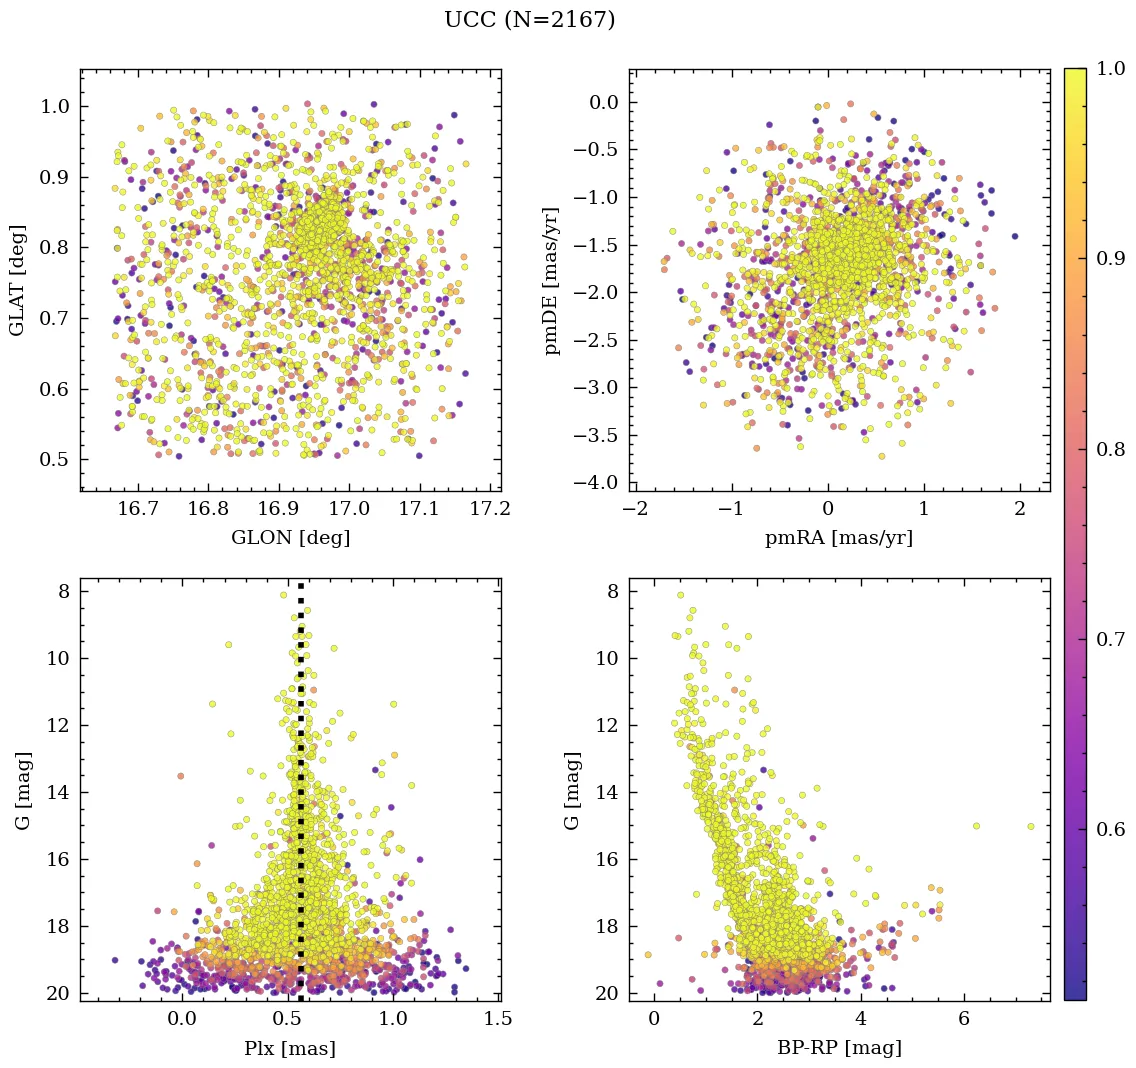 UCC (N=2167)
1.0
0.9
0.8
0.7
0.6
0.5
GLAT [deg]
16.7 16.8 16.9 17.0 17.1 17.2
GLON [deg]
0.0
−0.5
−1.0
−1.5
−2.0
−2.5
−3.0
−3.5
−4.0
pmDE [mas/yr]
−2 −1 0 1 2
pmRA [mas/yr]
1.0
0.9
0.8
0.7
0.6
8
10
12
14
16
18
20
G [mag]
0.0 0.5 1.0 1.5
Plx [mas]
8
10
12
14
16
18
20
G [mag]
0 2 4 6
BP-RP [mag]